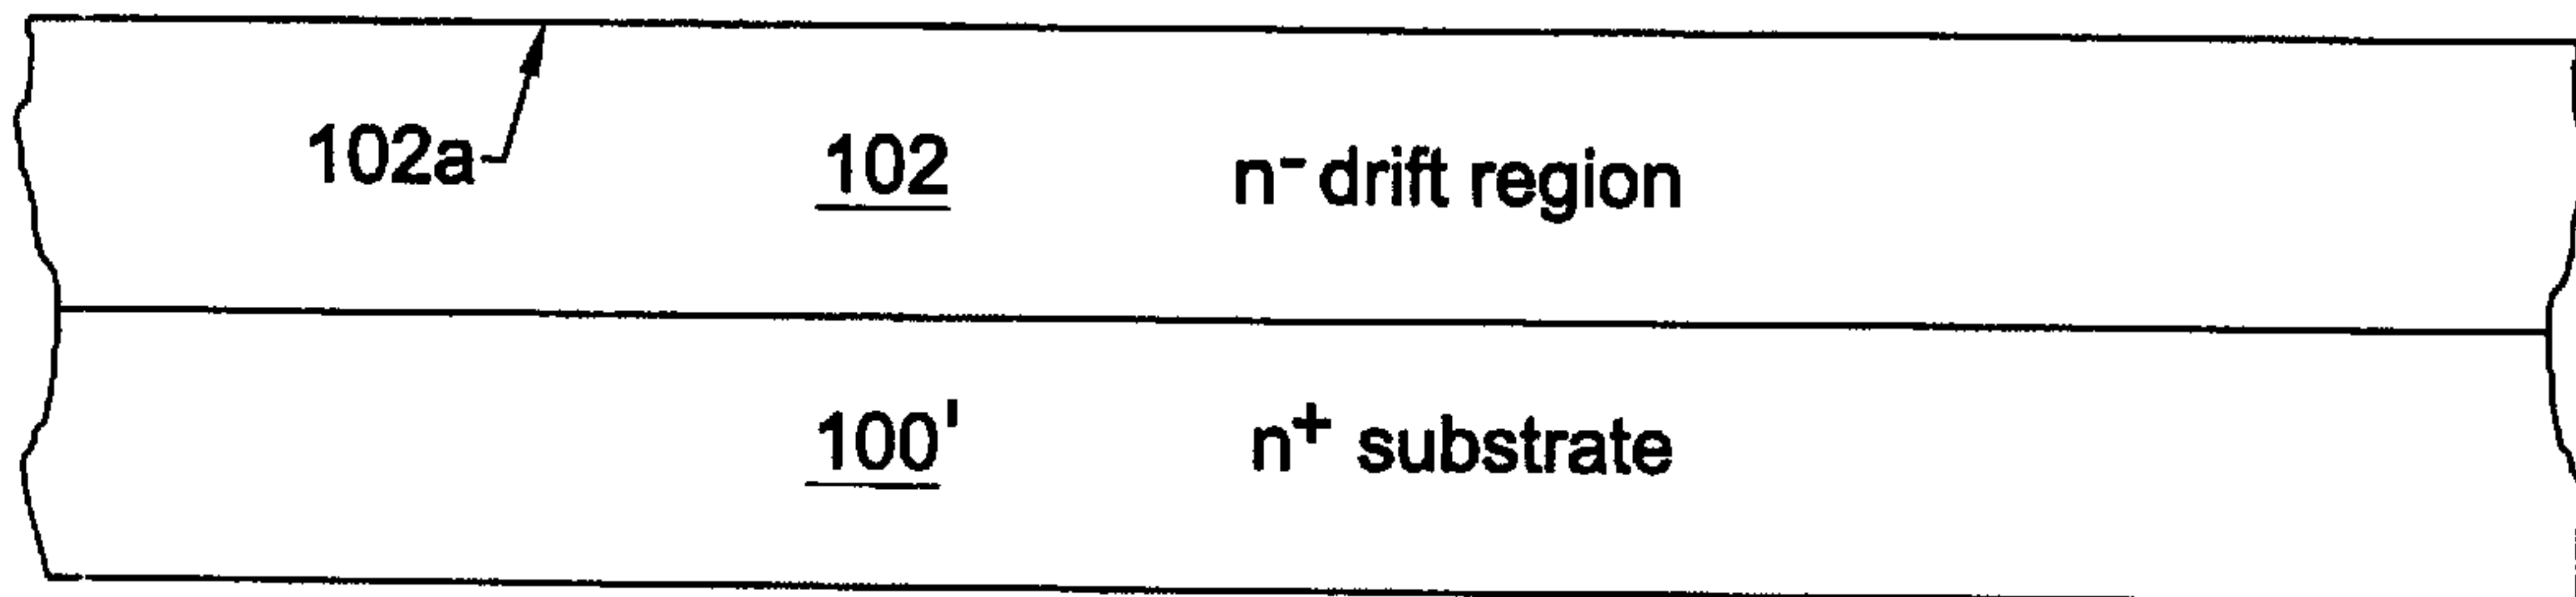 102a 102 n⁻ drift region
100' n⁺ substrate